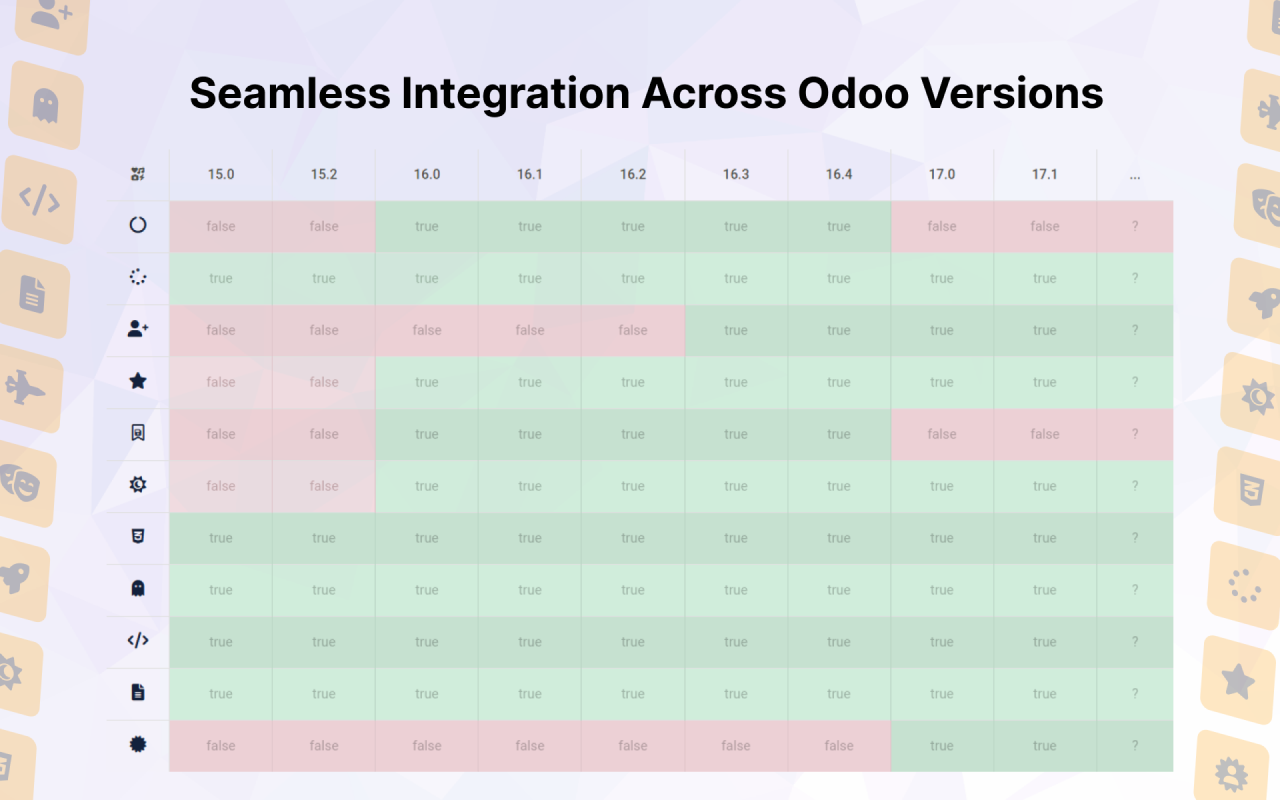 Seamless Integration Across Odoo Versions
15.0 15.2 16.0 16.1 16.2 16.3 16.4 17.0 17.1 ...
false false true true true true true false false ?
true true true true true true true true true ?
false false false false false true true true true ?
false false true true true true true true true ?
false false true true true true true false false ?
false false true true true true true true true ?
true true true true true true true true true ?
true true true true true true true true true ?
true true true true true true true true true ?
true true true true true true true true true ?
false false false false false false false true true ?